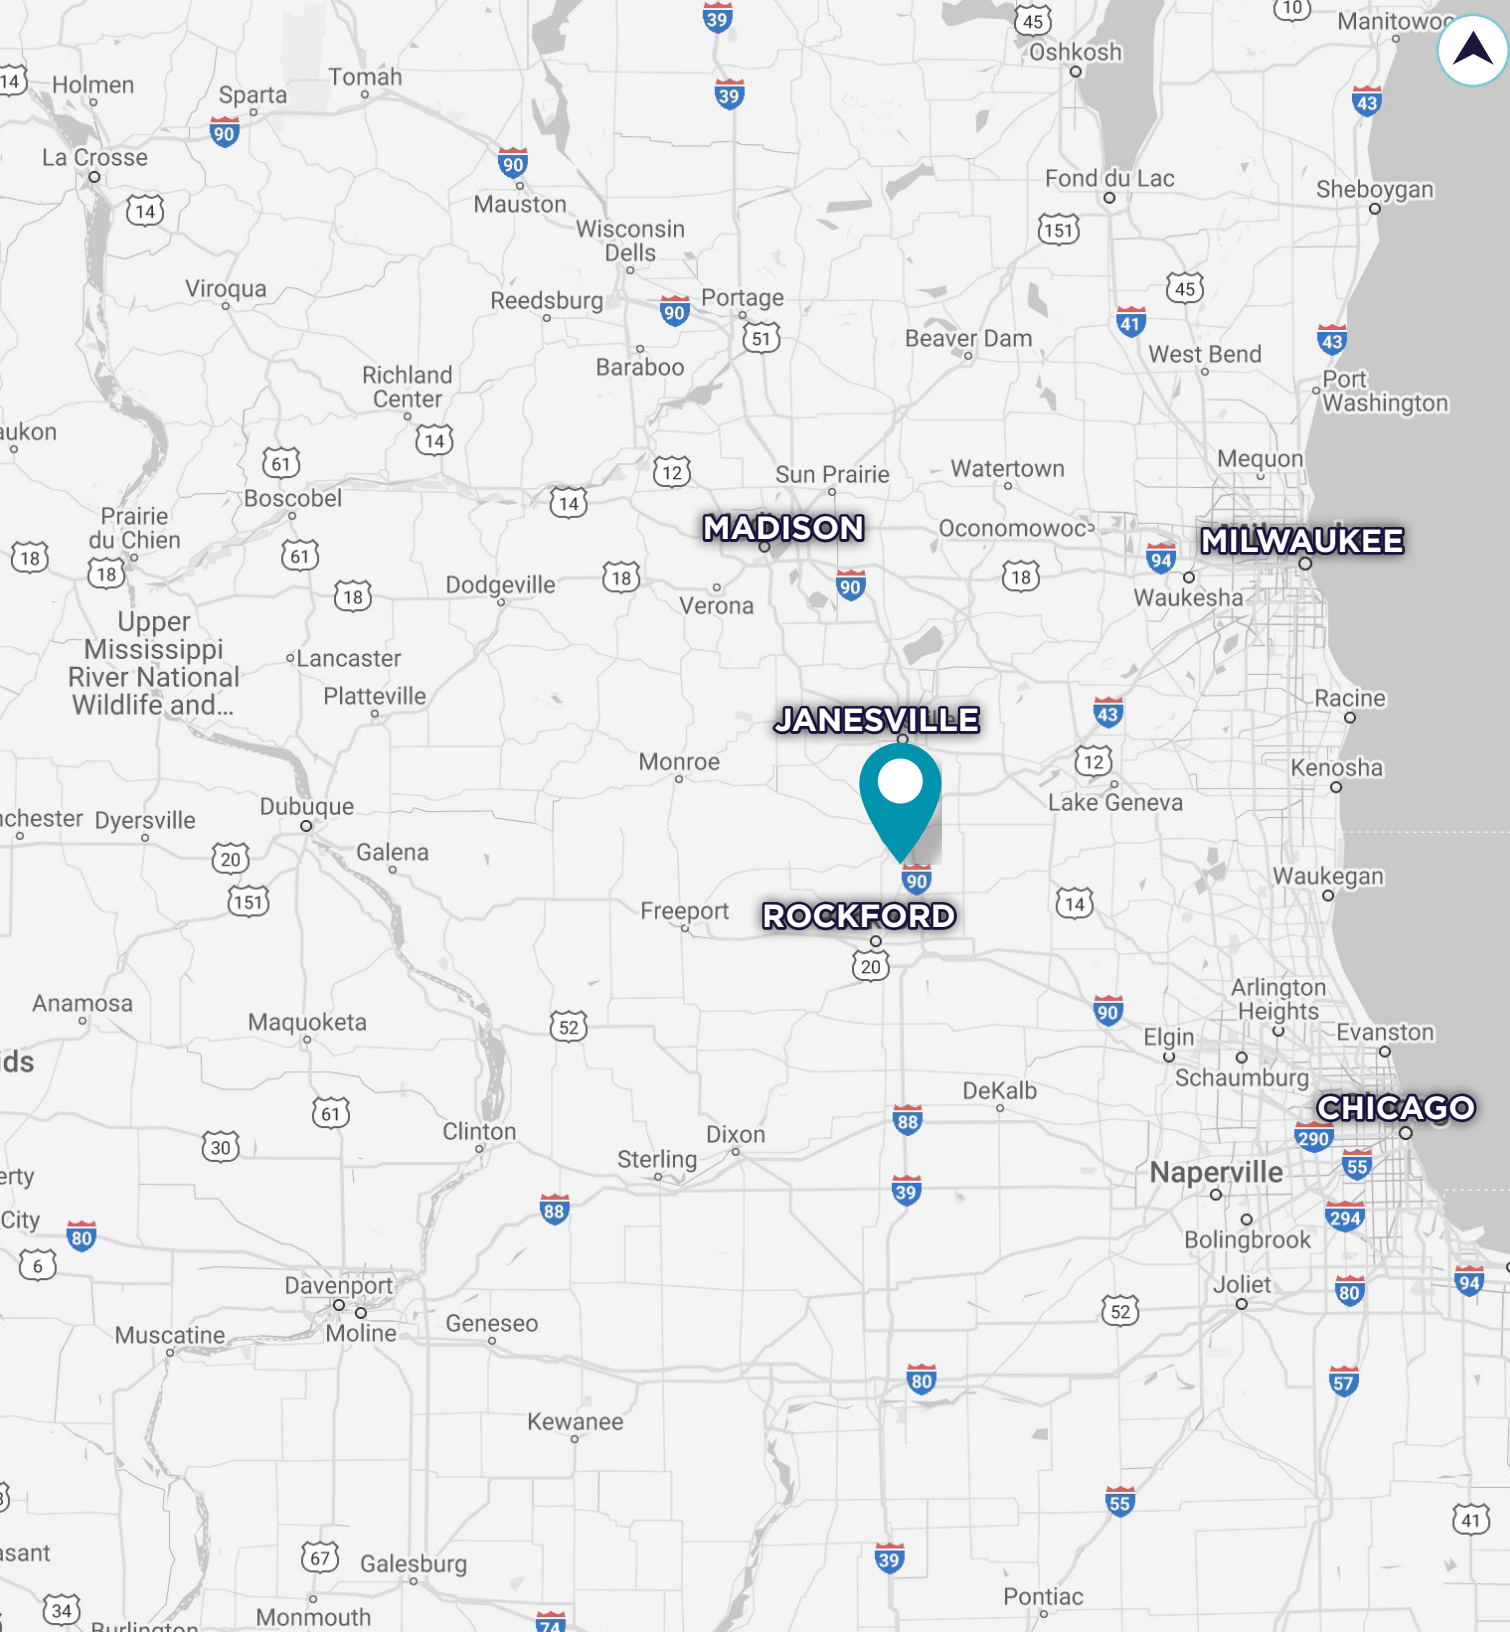 39
45
10
Manitowoc
Oshkosh
14
Holmen
Tomah
Sparta
39
43
90
La Crosse
90
14
Mauston
Fond du Lac
Sheboygan
151
Wisconsin
Dells
Viroqua
Reedsburg
90
Portage
45
51
41
43
Beaver Dam
West Bend
Baraboo
Richland
Center
Port
Washington
14
61
12
Sun Prairie
Watertown
Mequon
Boscobel
14
Prairie
du Chien
MADISON
Oconomowoc
MILWAUKEE
18
61
18
94
18
90
18
18
Dodgeville
Verona
Waukesha
Upper
Mississippi
River National
Wildlife and...
Lancaster
Platteville
Racine
43
JANESVILLE
Monroe
12
Kenosha
Lake Geneva
Dubuque
Dyersville
20
Galena
90
Waukegan
151
14
Freeport
ROCKFORD
20
Anamosa
Maquoketa
52
90
Arlington
Heights
Evanston
Elgin
Schaumburg
DeKalb
61
88
CHICAGO
30
Clinton
Dixon
290
Sterling
55
Naperville
39
88
294
City
80
6
Bolingbrook
Davenport
Joliet
94
80
52
Muscatine
Moline
Geneseo
80
57
Kewanee
55
41
39
67
Galesburg
Pontiac
34
Monmouth
74
Burlington